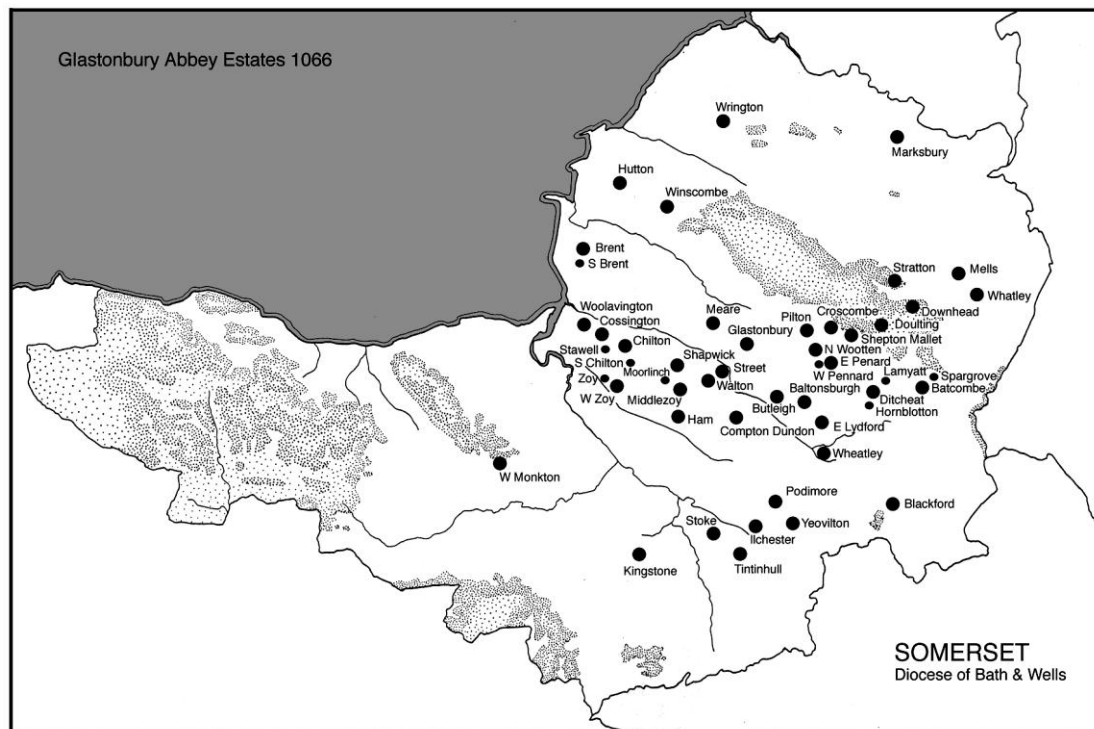 Glastonbury Abbey Estates 1066
Wrington
Marksbury
Hutton
Winscombe
Brent
S Brent
Stratton
Mells
Whatley
Downhead
Woolavington
Meare
Pilton
Croscombe
Cossington
Glastonbury
Doulting
Chilton
Shepton Mallet
Stawell
N Wootten
S Chilton
Shapwick
E Penard
Moorlinch
Street
Lamyatt
Spargrove
Zoy
Walton
W Pennard
W Zoy
Middlezoy
Baltonsburgh
Ditcheat
Batcombe
Butleigh
Hornblotton
Ham
Compton Dundon
E Lydford
Wheatley
W Monkton
Podimore
Blackford
Stoke
Yeovilton
Ilchester
Kingstone
Tintinhull
SOMERSET
Diocese of Bath & Wells